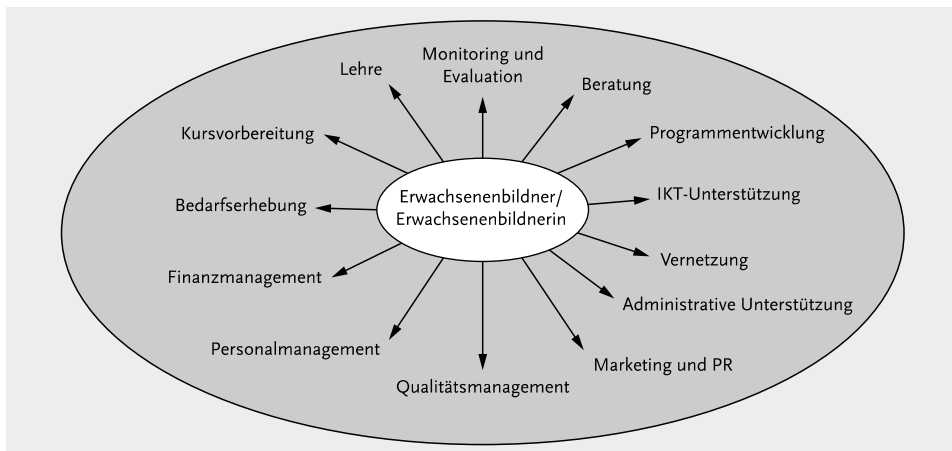 Monitoring und
Evaluation
Lehre
Beratung
Kursvorbereitung
Programmentwicklung
Erwachsenenbildner/
Erwachsenenbildnerin
IKT-Unterstützung
Bedarfserhebung
Vernetzung
Finanzmanagement
Administrative Unterstützung
Personalmanagement
Marketing und PR
Qualitätsmanagement